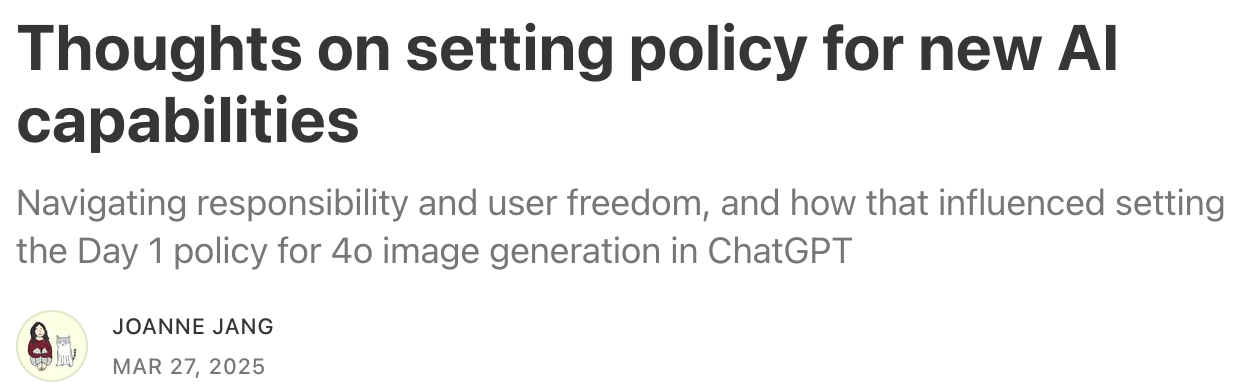 Thoughts on setting policy for new AI
capabilities
Navigating responsibility and user freedom, and how that influenced setting
the Day 1 policy for 4o image generation in ChatGPT
JOANNE JANG
MAR 27, 2025